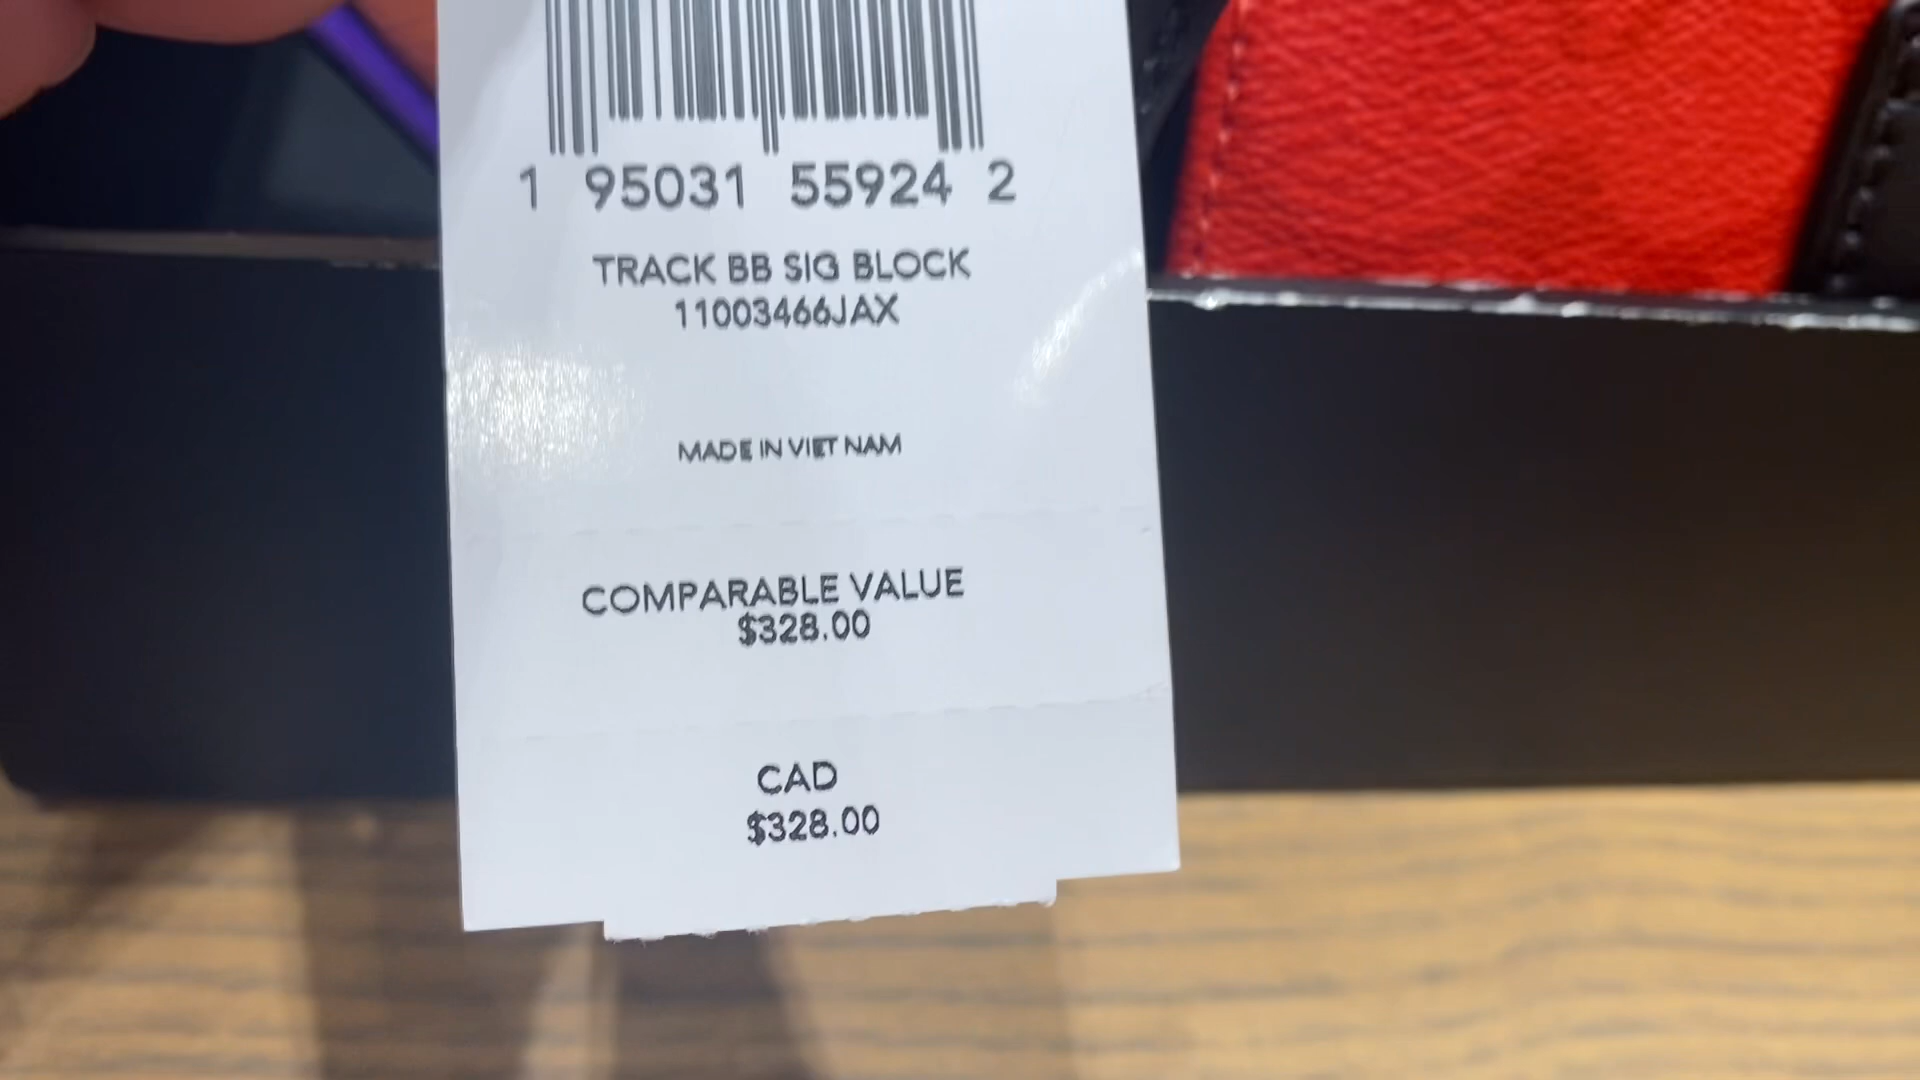 1 95031 55924 2
TRACK BB SIG BLOCK
11003466JAX
MADE IN VIET NAM
COMPARABLE VALUE
$328.00
CAD
$328.00